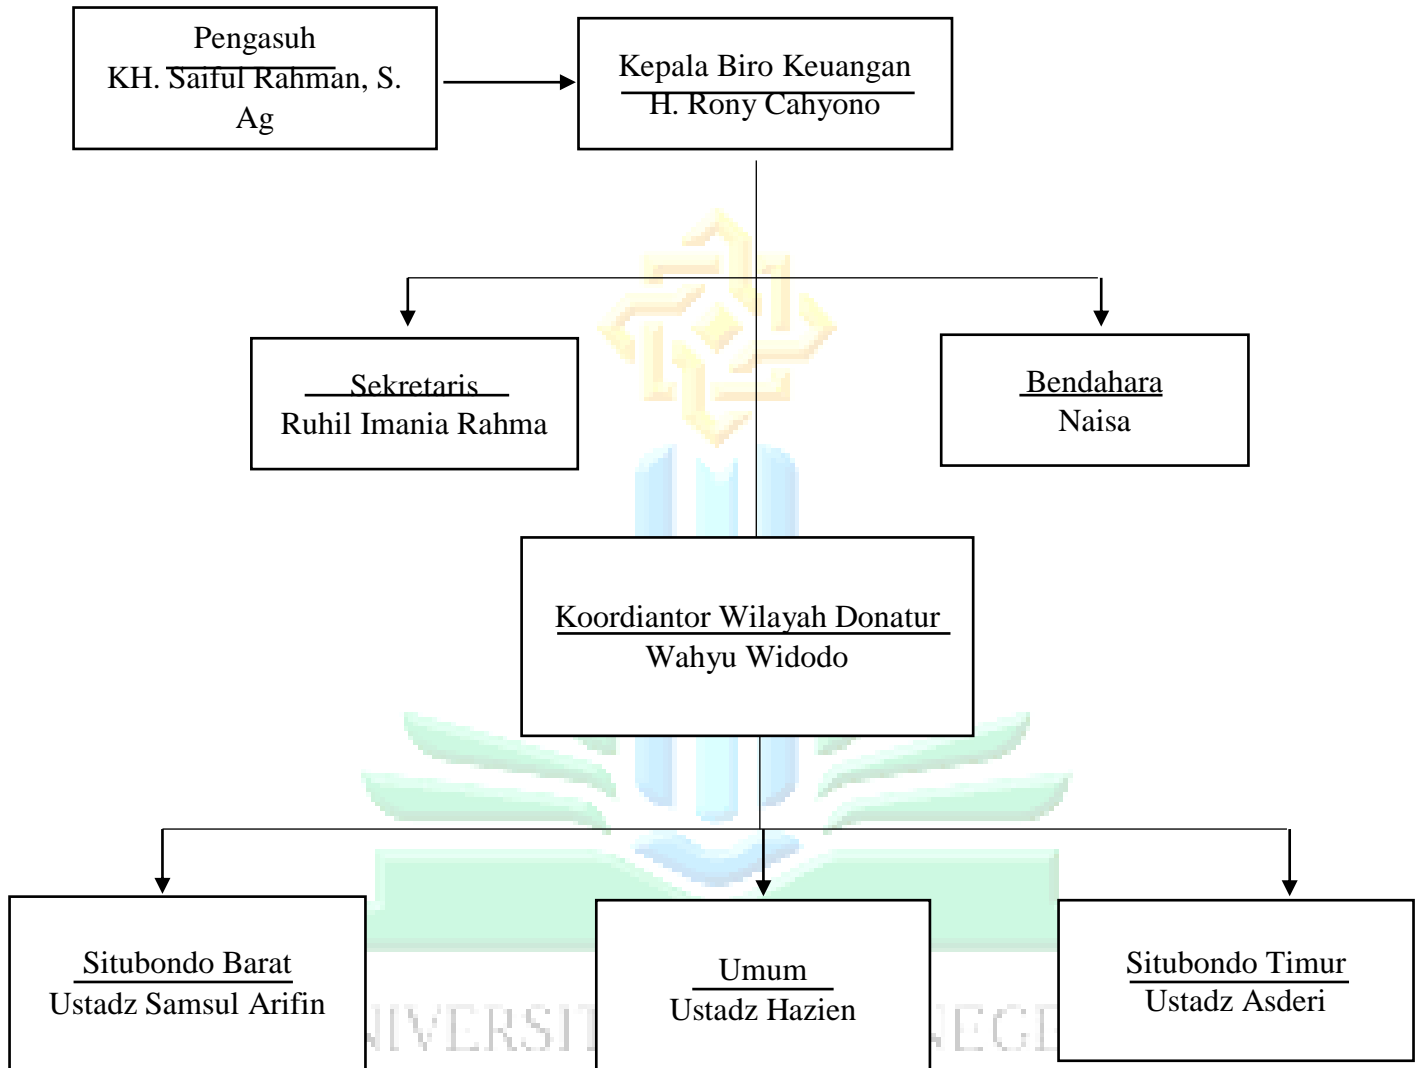 Pengasuh
KH. Saiful Rahman, S.
Ag
Kepala Biro Keuangan
H. Rony Cahyono
Sekretaris
Ruhil Imania Rahma
Bendahara
Naisa
Koordiantor Wilayah Donatur
Wahyu Widodo
Situbondo Barat
Ustadz Samsul Arifin
Umum
Ustadz Hazien
Situbondo Timur
Ustadz Asderi